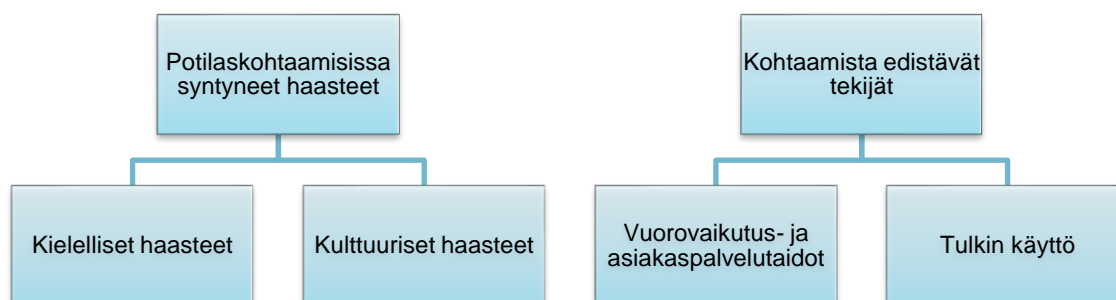 Potilaskohtaamisissa
syntyneet haasteet
Kohtaamista edistävät
tekijät
Kielelliset haasteet
Kulttuuriset haasteet
Vuorovaikutus- ja
asiakaspalvelutaidot
Tulkin käyttö